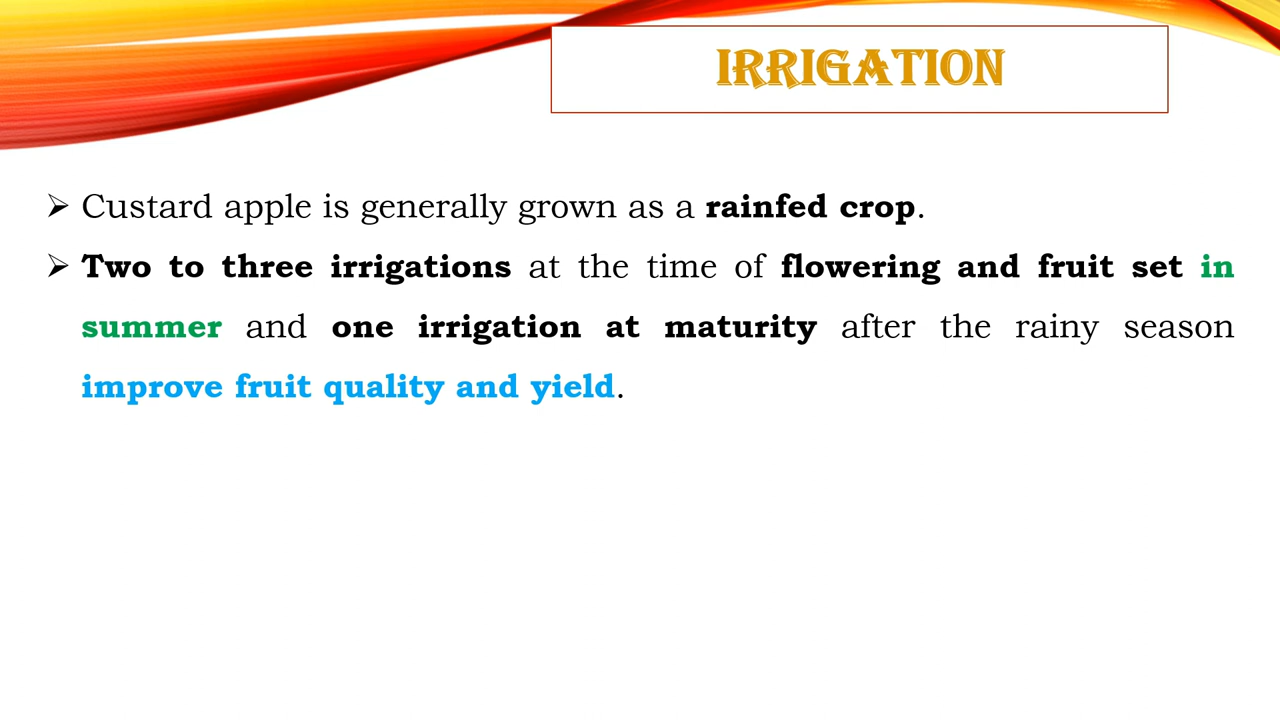 IRRIGATION
➢ Custard apple is generally grown as a rainfed crop.
➢ Two to three irrigations at the time of flowering and fruit set in
summer and one irrigation at maturity after the rainy season
improve fruit quality and yield.